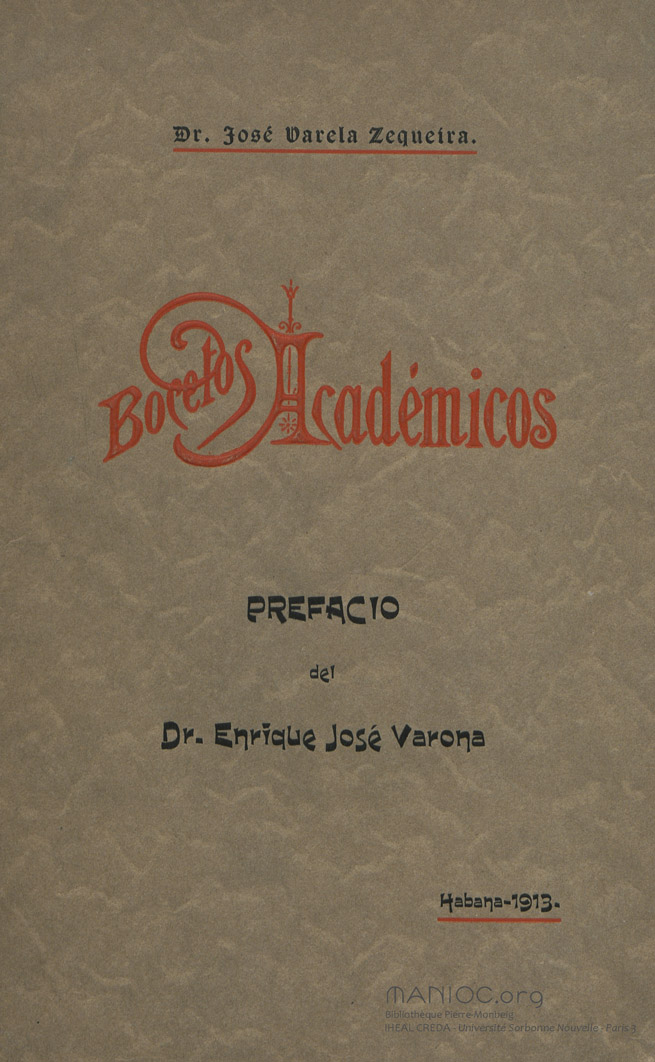 Dr. José Varela Zequeira.
Bocetos Académicos
PREFACIO
del
Dr. Enrique José Varona
Habana-1913.
MANIOC.org
Bibliothèque Pierre-Monbeig
IHEAL CREDA - Université Sorbonne Nouvelle / Paris 3